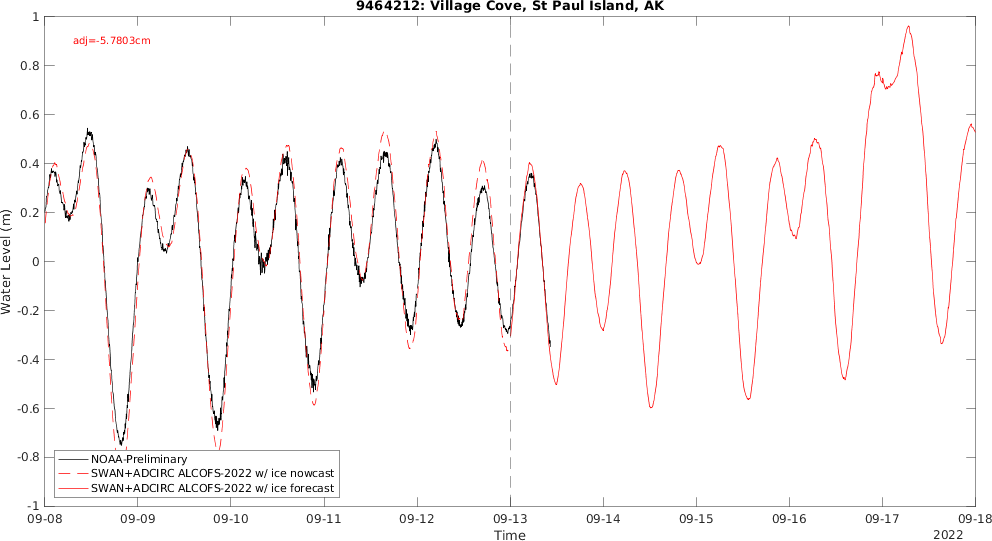 9464212: Village Cove, St Paul Island, AK
adj=-5.7803cm
1
0.8
0.6
0.4
0.2
0
-0.2
-0.4
-0.6
-0.8
-1
Water Level (m)
NOAA-Preliminary
SWAN+ADCIRC ALCOFS-2022 w/ ice nowcast
SWAN+ADCIRC ALCOFS-2022 w/ ice forecast
09-08 09-09 09-10 09-11 09-12 09-13 09-14 09-15 09-16 09-17 09-18
Time
2022